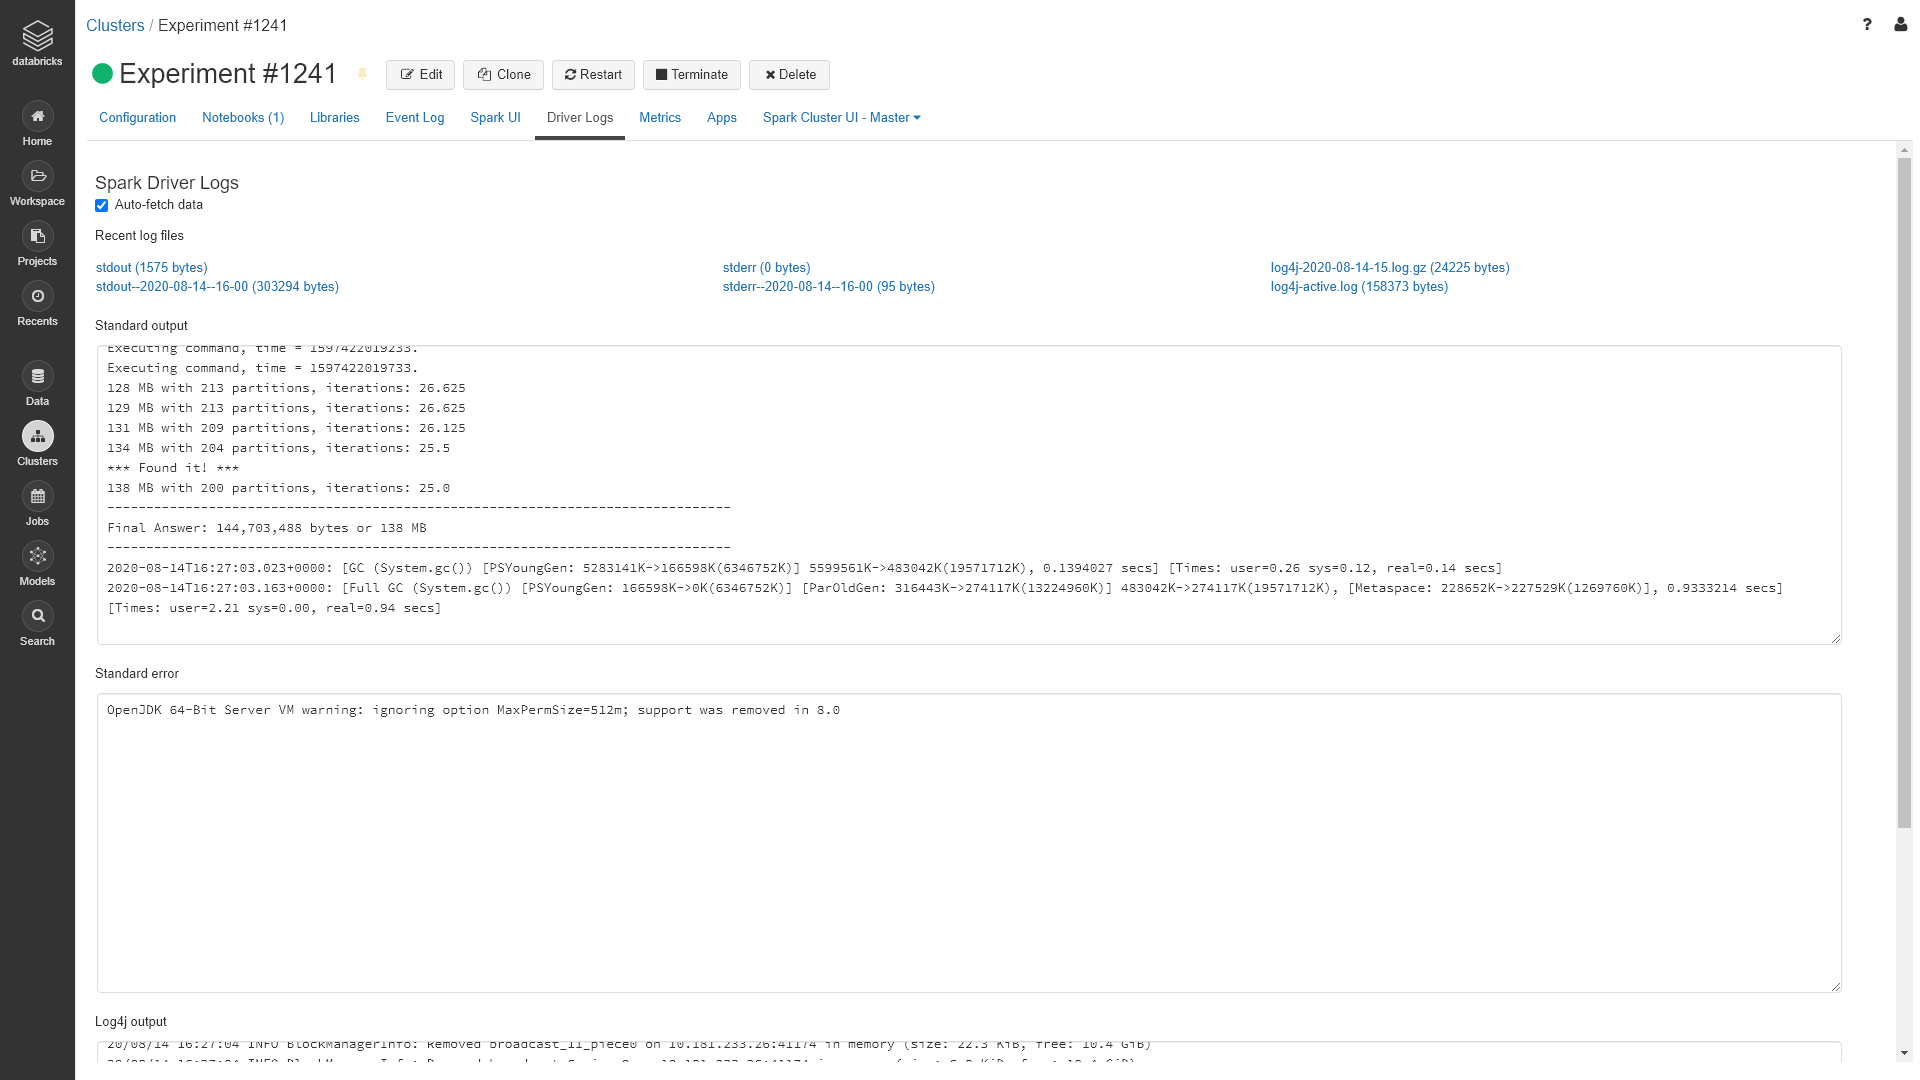 Clusters / Experiment #1241
?
databricks
Experiment #1241
Edit
Clone
Restart
Terminate
Delete
Configuration
Notebooks (1)
Libraries
Event Log
Spark UI
Driver Logs
Metrics
Apps
Spark Cluster UI - Master
Home
Workspace
Projects
Recents
Data
Clusters
Jobs
Models
Search
Spark Driver Logs
Auto-fetch data
Recent log files
stdout (1575 bytes)
stderr (0 bytes)
log4j-2020-08-14-15.log.gz (24225 bytes)
stdout--2020-08-14--16-00 (303294 bytes)
stderr--2020-08-14--16-00 (95 bytes)
log4j-active.log (158373 bytes)
Standard output
Executing command, time = 1597422019233.
Executing command, time = 1597422019733.
128 MB with 213 partitions, iterations: 26.625
129 MB with 213 partitions, iterations: 26.625
131 MB with 209 partitions, iterations: 26.125
134 MB with 204 partitions, iterations: 25.5
*** Found it! ***
138 MB with 200 partitions, iterations: 25.0
--------------------------------------------------------------------------------
Final Answer: 144,703,488 bytes or 138 MB
--------------------------------------------------------------------------------
2020-08-14T16:27:03.023+0000: [GC (System.gc()) [PSYoungGen: 5283141K->166598K(6346752K)] 5599561K->483042K(19571712K), 0.1394027 secs] [Times: user=0.26 sys=0.12, real=0.14 secs]
2020-08-14T16:27:03.163+0000: [Full GC (System.gc()) [PSYoungGen: 166598K->0K(6346752K)] [ParOldGen: 316443K->274117K(13224960K)] 483042K->274117K(19571712K), [Metaspace: 228652K->227529K(1269760K)], 0.9333214 secs]
[Times: user=2.21 sys=0.00, real=0.94 secs]
Standard error
OpenJDK 64-Bit Server VM warning: ignoring option MaxPermSize=512m; support was removed in 8.0
Log4j output
20/08/14 16:27:04 INFO BlockManagerInfo: Removed broadcast_11_piece0 on 10.181.233.26:41174 in memory (size: 22.3 KiB, free: 10.4 GiB)